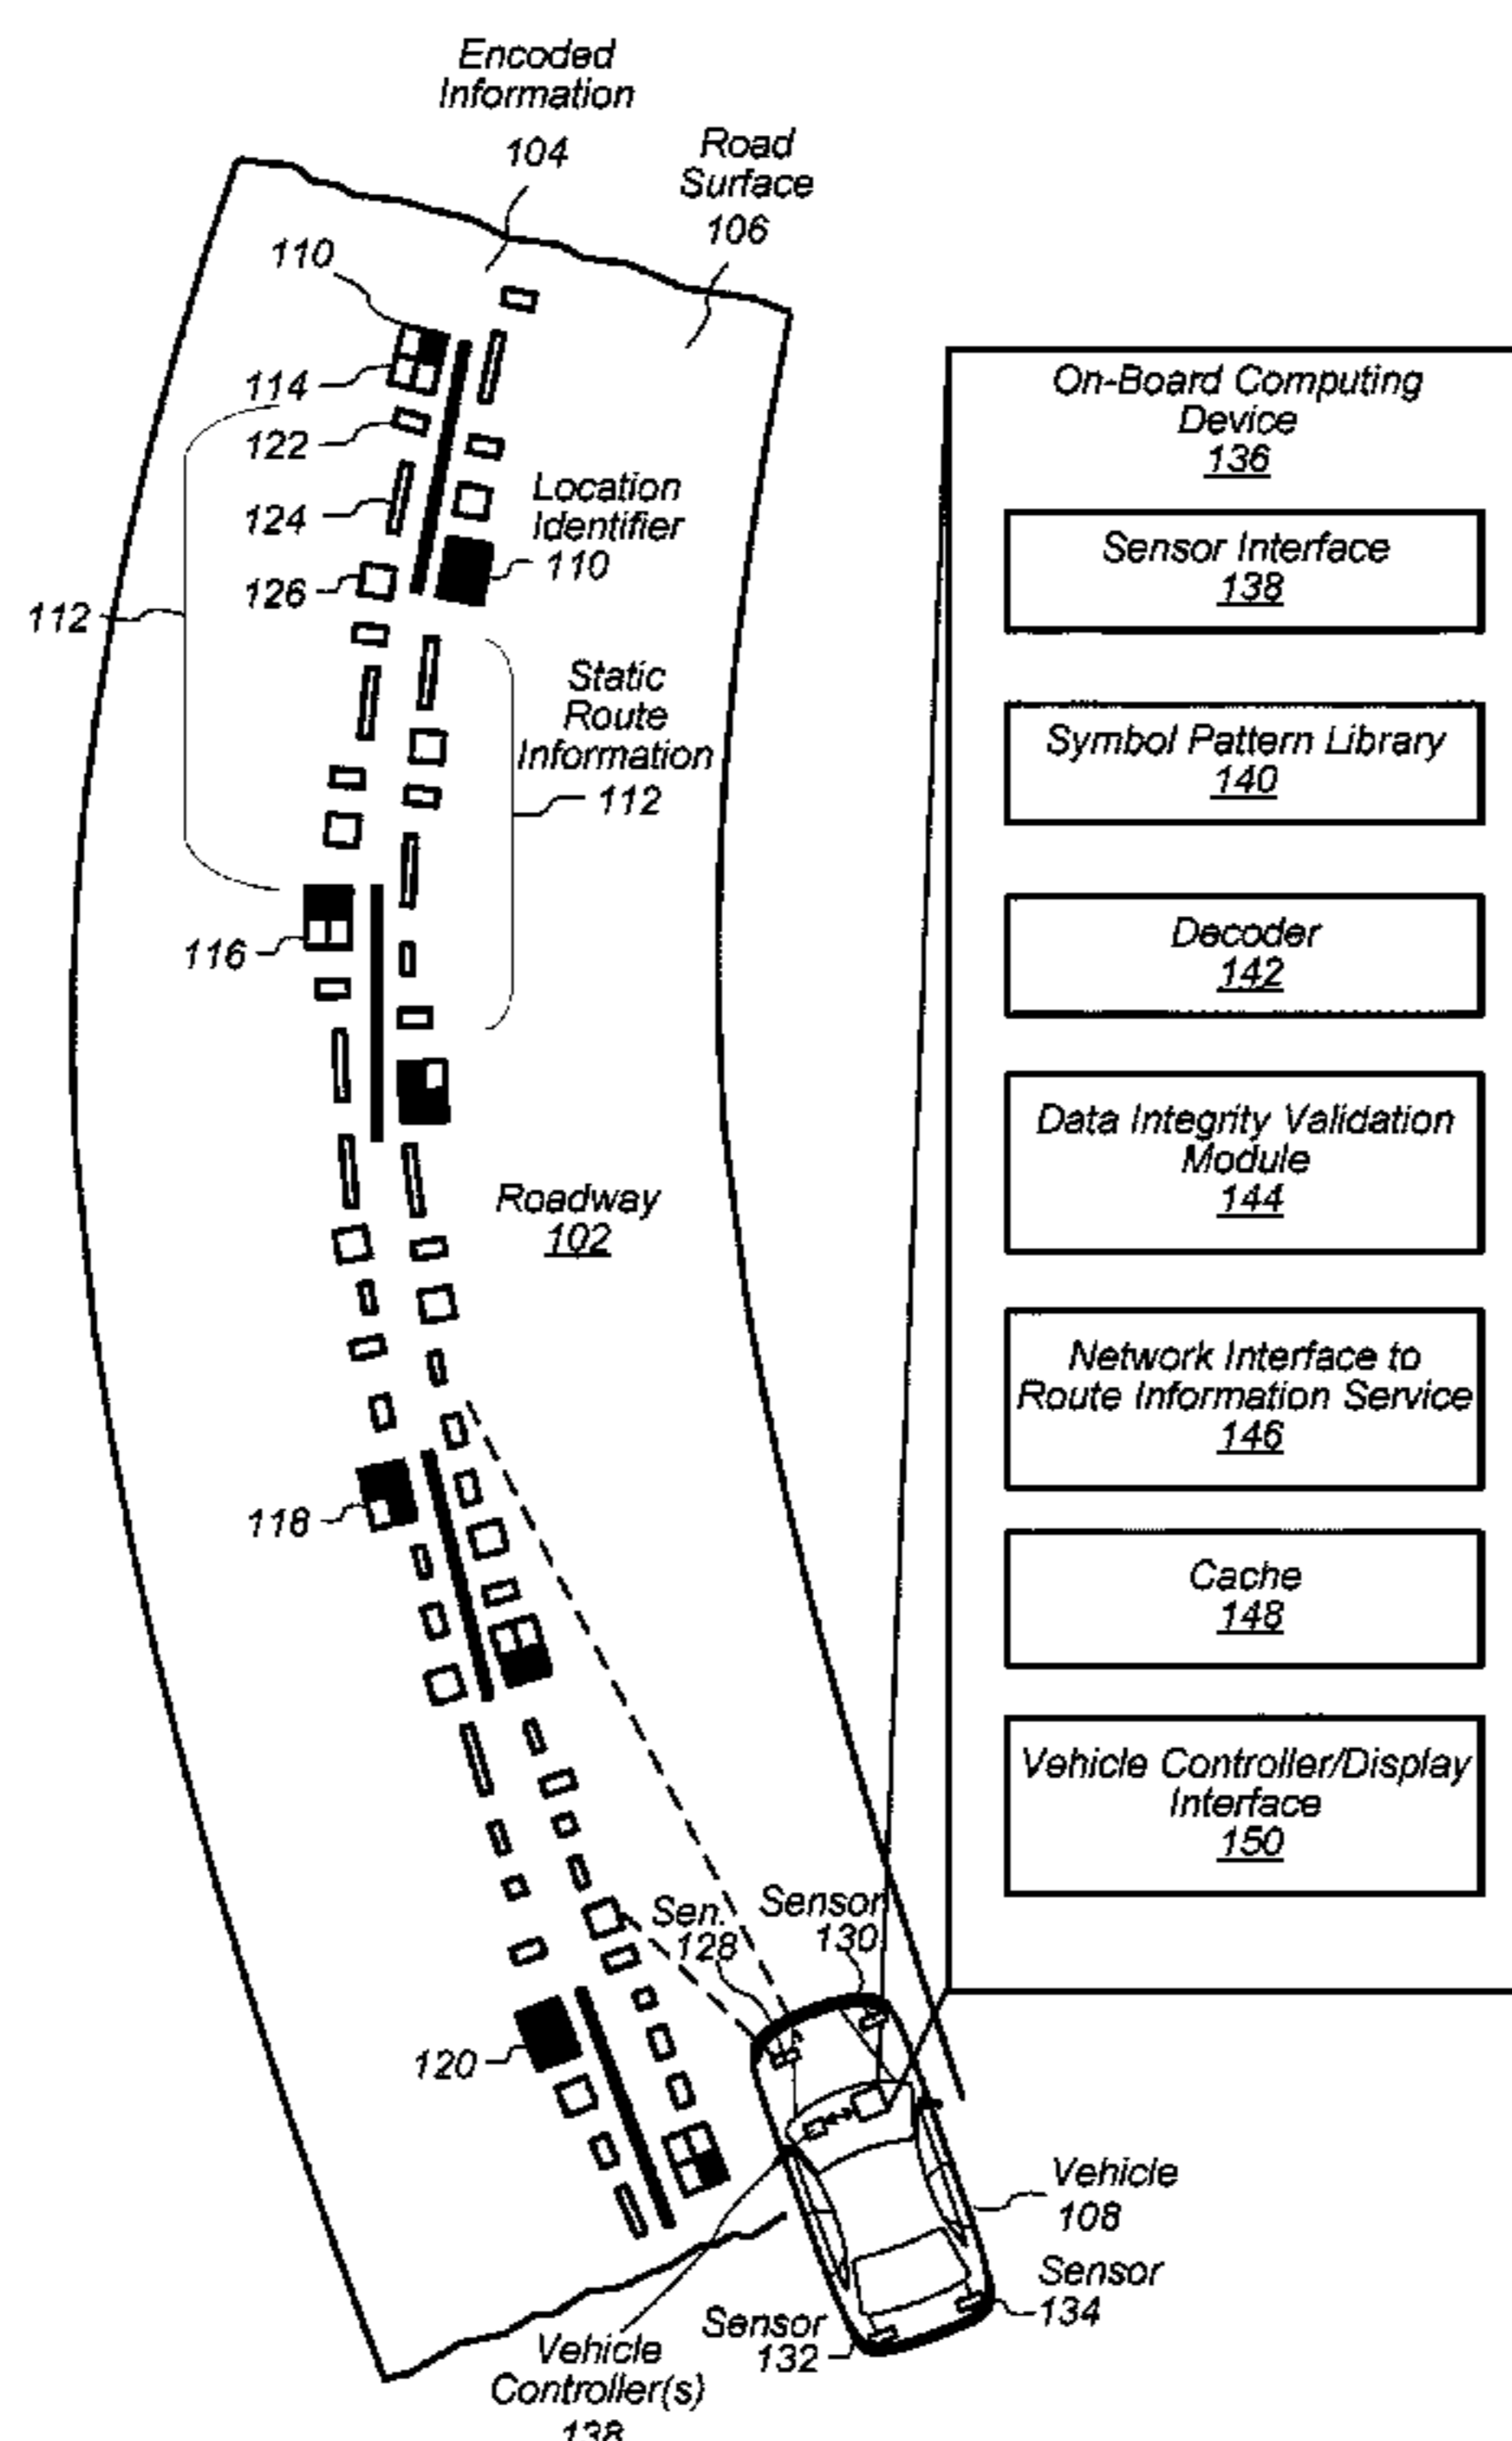 Encoded
Information
104
Road
Surface
106
110
114
122
124
126
112
Location
Identifier
110
Static
Route
Information
112
116
Roadway
102
118
120
Sen.
128
Sensor
130
Vehicle
108
Sensor
134
Sensor
132
Vehicle
Controller(s)
138
On-Board Computing
Device
136
Sensor Interface
138
Symbol Pattern Library
140
Decoder
142
Data Integrity Validation
Module
144
Network Interface to
Route Information Service
146
Cache
148
Vehicle Controller/Display
Interface
150